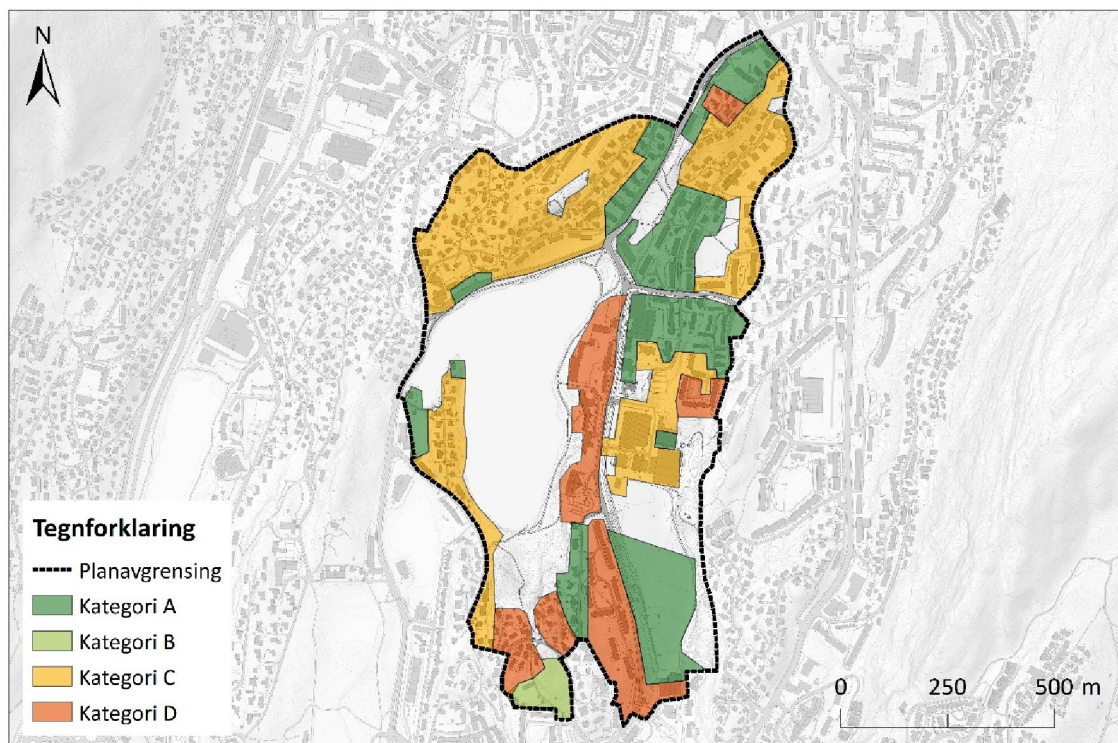 N
Tegnforklaring
Planavgrensing
Kategori A
Kategori B
Kategori C
Kategori D
0 250 500 m